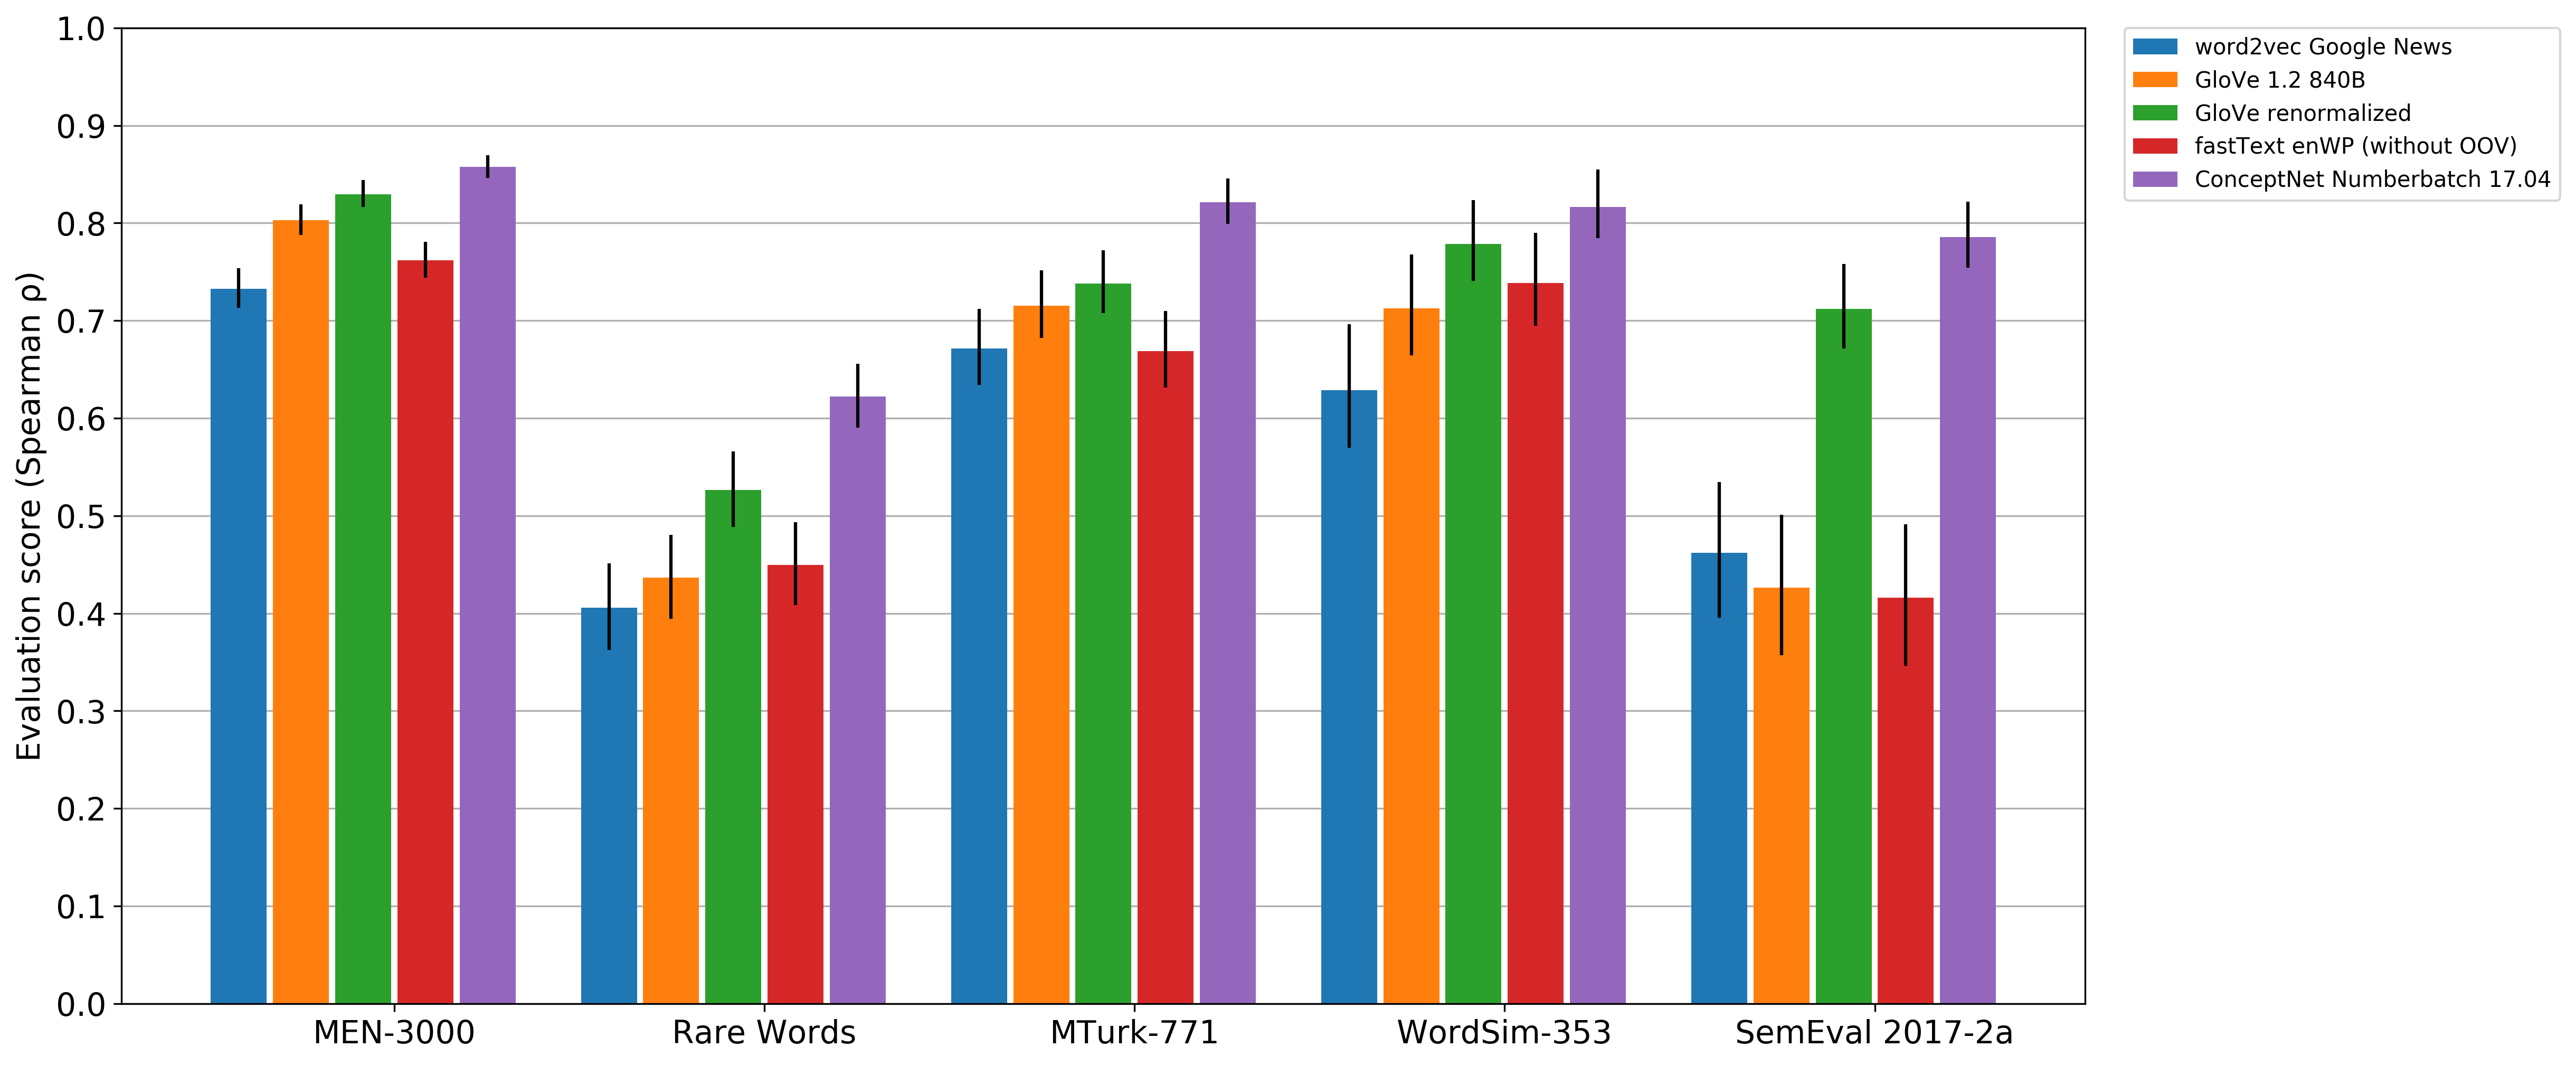 1.0
0.9
0.8
0.7
0.6
0.5
0.4
0.3
0.2
0.1
0.0
Evaluation score (Spearman ρ)
MEN-3000
Rare Words
MTurk-771
WordSim-353
SemEval 2017-2a
word2vec Google News
GloVe 1.2 840B
GloVe renormalized
fastText enWP (without OOV)
ConceptNet Numberbatch 17.04